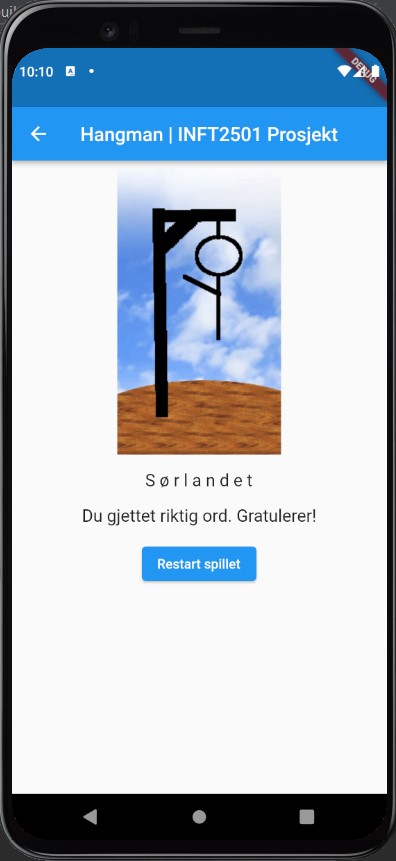 10:10 A
DEBUG
Hangman | INFT2501 Prosjekt
S ø r l a n d e t
Du gjettet riktig ord. Gratulerer!
Restart spillet